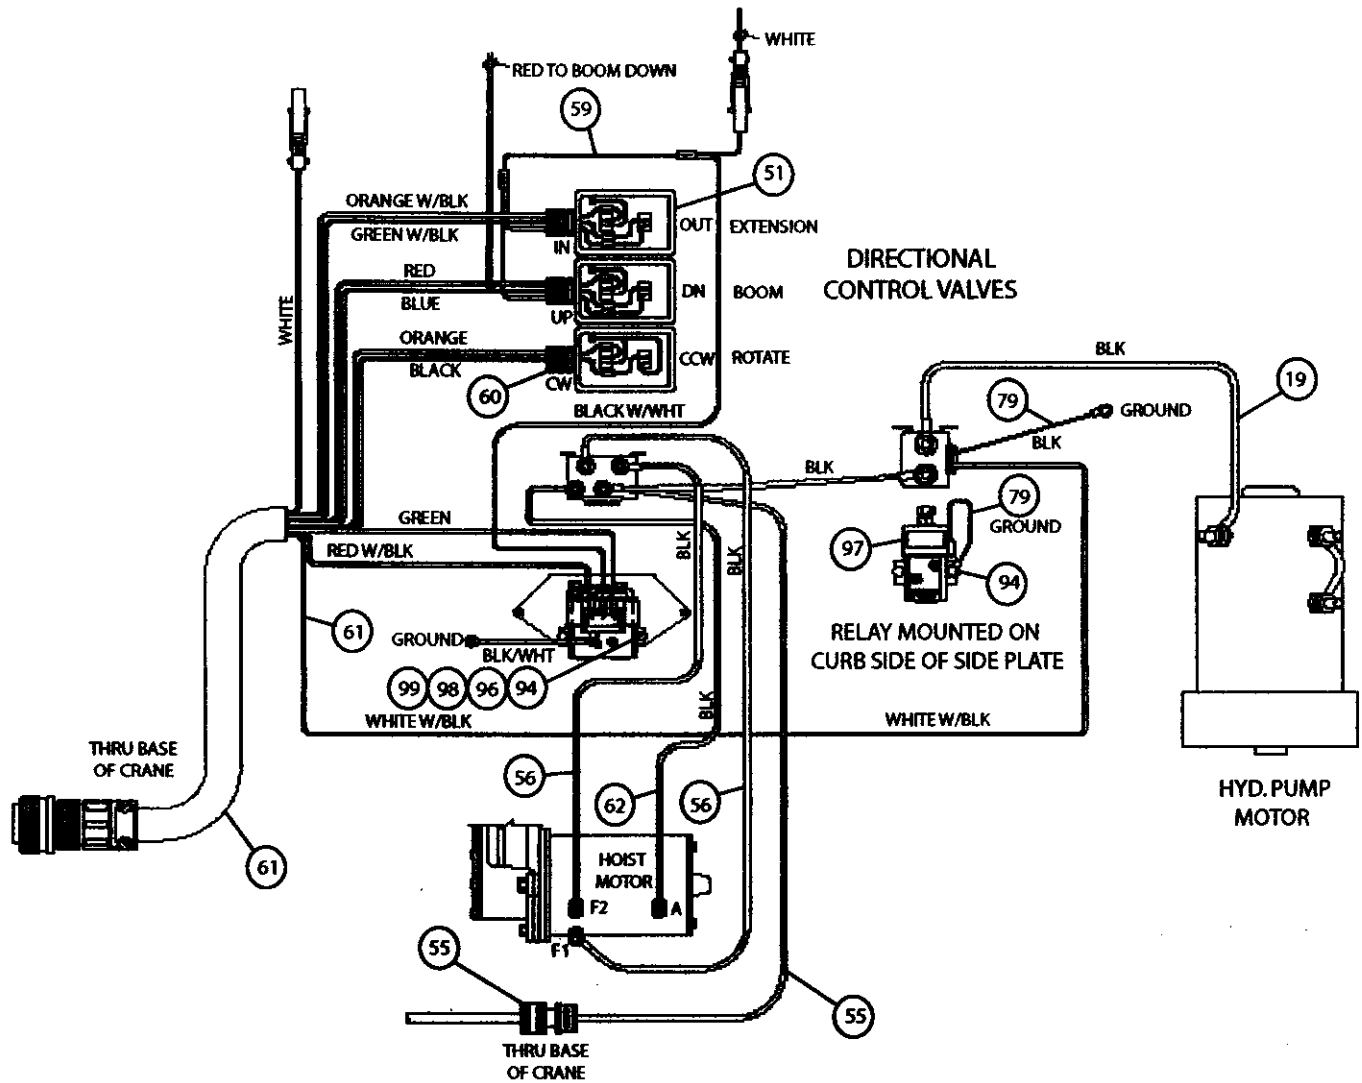 WHITE
RED TO BOOM DOWN
59
51
ORANGE W/BLK
GREEN W/BLK
IN
OUT
EXTENSION
RED
BLUE
UP
DN
BOOM
DIRECTIONAL
CONTROL VALVES
WHITE
ORANGE
BLACK
CW
CCW
ROTATE
60
BLACK W/WHT
BLK
19
79
GROUND
BLK
BLK
GREEN
RED W/BLK
BLK
BLK
79
GROUND
97
94
61
GROUND
BLK/WHT
99
98
96
94
RELAY MOUNTED ON
CURB SIDE OF SIDE PLATE
BLK
WHITE W/BLK
WHITE W/BLK
THRU BASE
OF CRANE
56
62
56
HYD. PUMP
MOTOR
61
HOIST
MOTOR
F2
A
F1
55
55
THRU BASE
OF CRANE